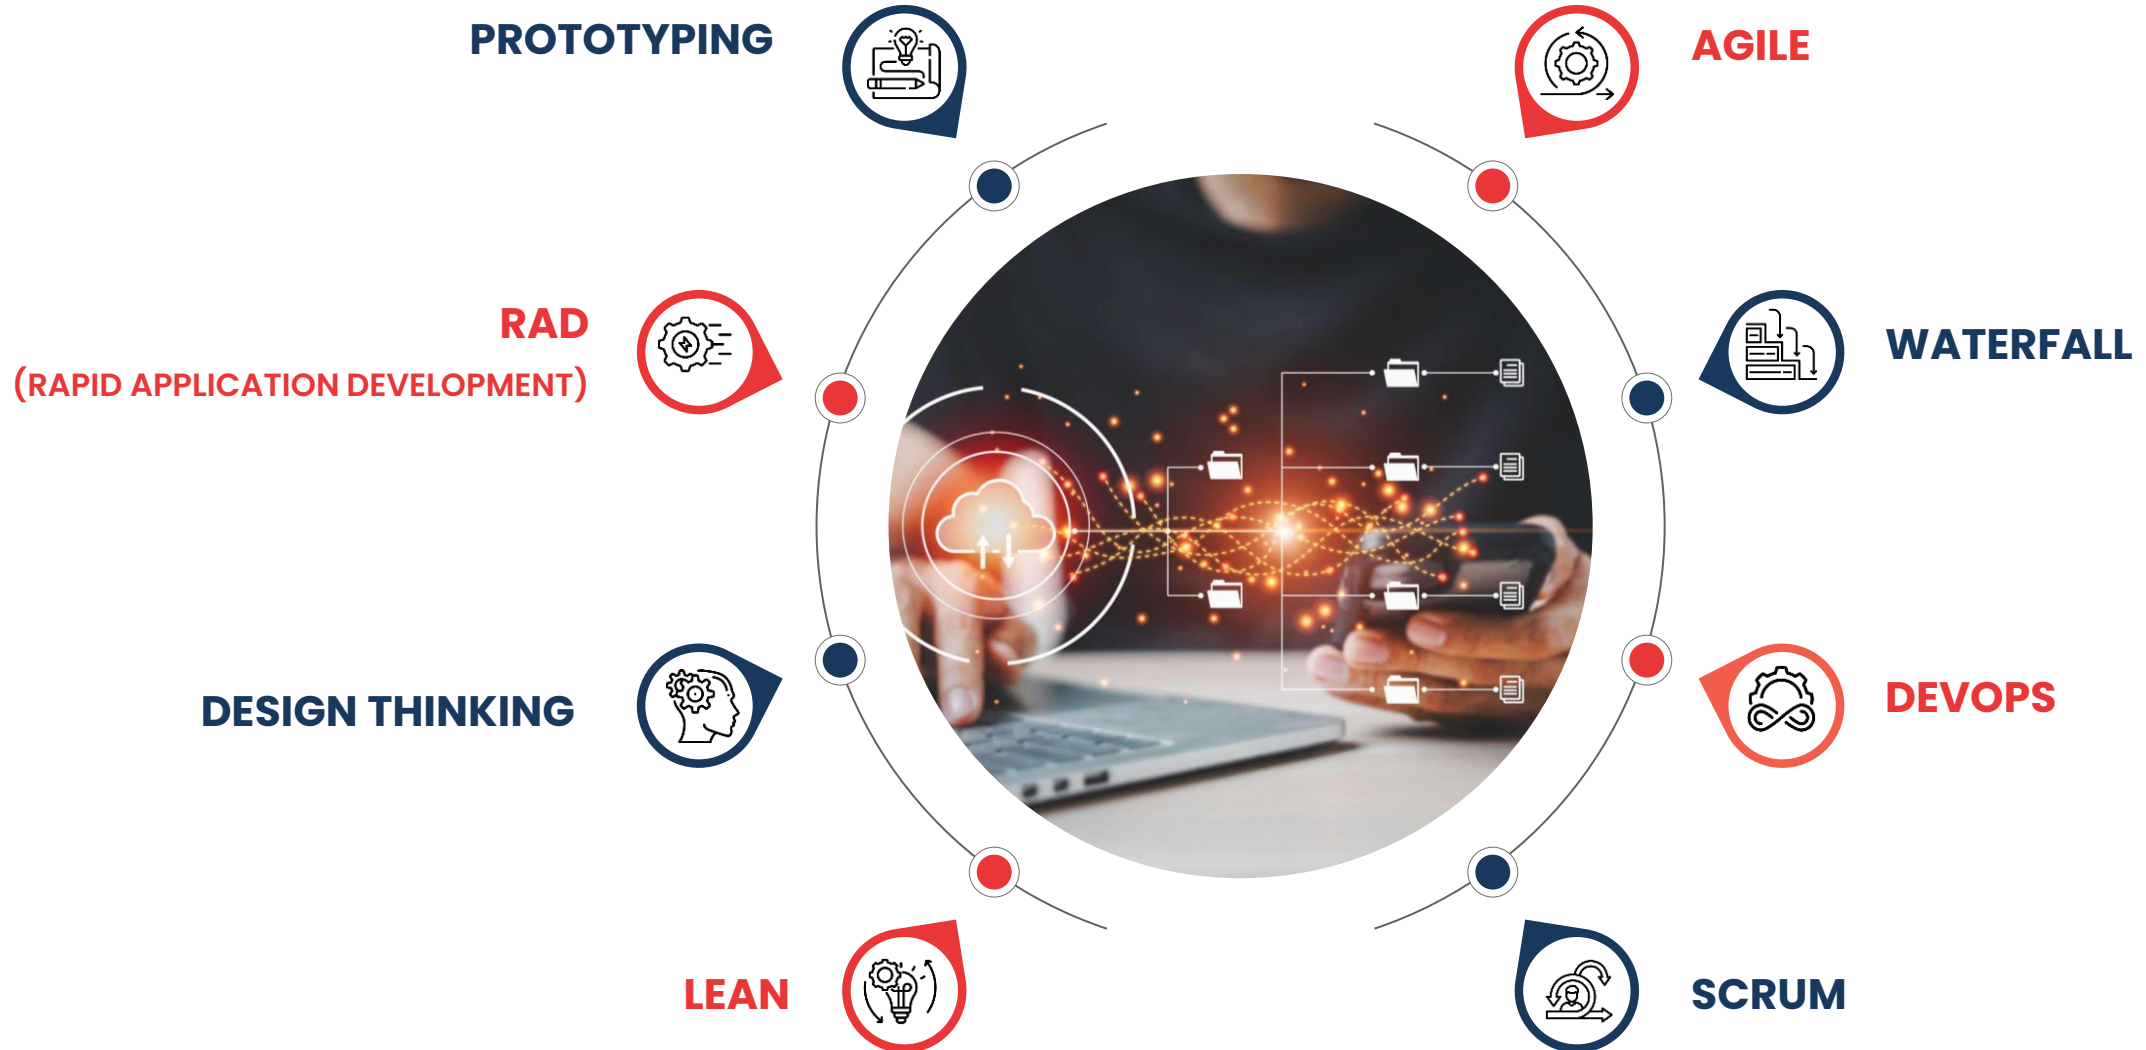 PROTOTYPING
AGILE
RAD
(RAPID APPLICATION DEVELOPMENT)
WATERFALL
DESIGN THINKING
DEVOPS
LEAN
SCRUM